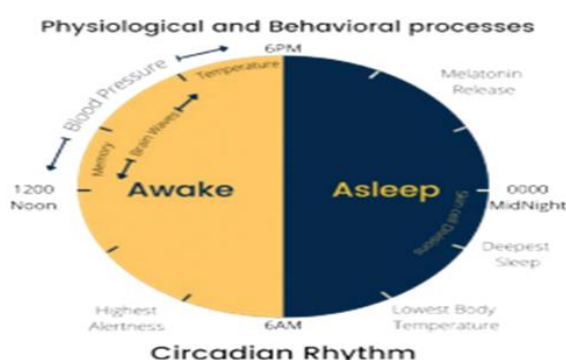 Physiological and Behavioral processes
6PM
Blood Pressure
Temperature
Melatonin
Release
Brain Waves
Memory
1200
Noon
Awake
Asleep
0000
MidNight
Skin cell Divisions
Deepest
Sleep
Highest
Alertness
6AM
Lowest Body
Temperature
Circadian Rhythm